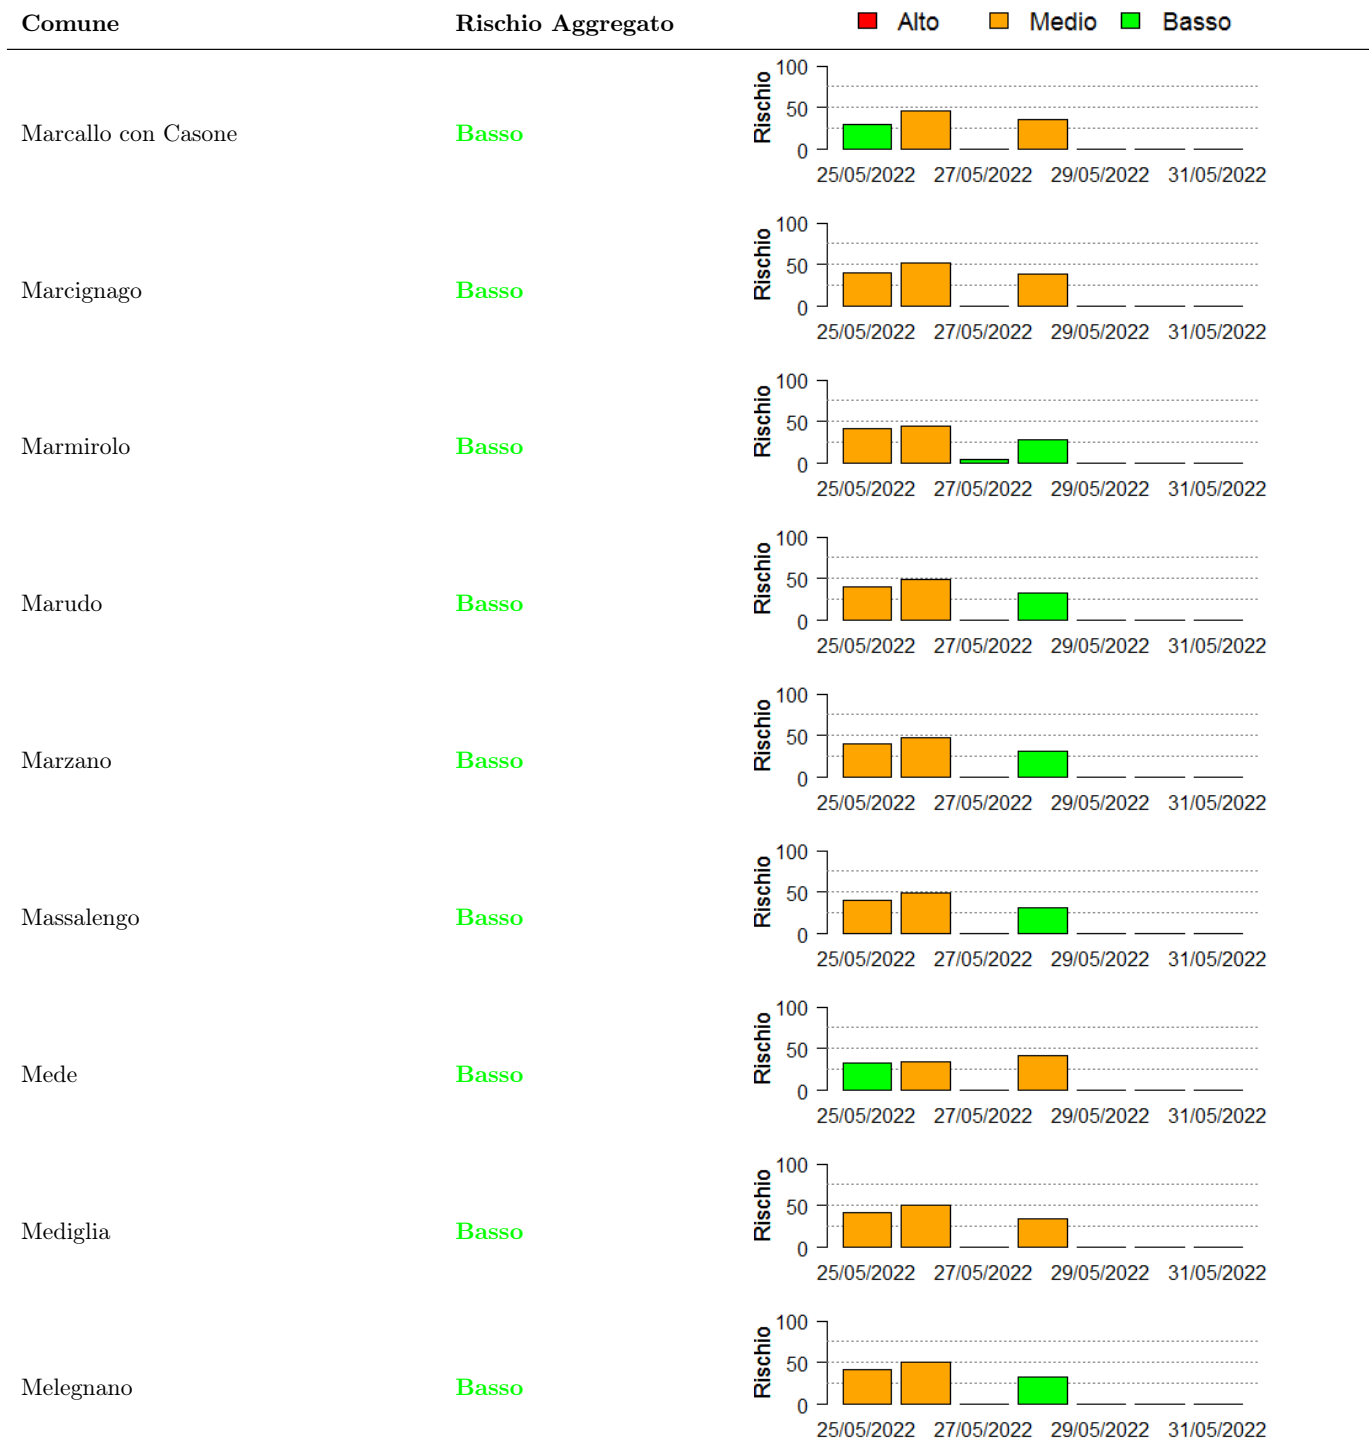 Comune Rischio Aggregato Alto Medio Basso
Marcallo con Casone Basso
Rischio
100
50
0
25/05/2022 27/05/2022 29/05/2022 31/05/2022
Marcignago Basso
Rischio
100
50
0
25/05/2022 27/05/2022 29/05/2022 31/05/2022
Marmirolo Basso
Rischio
100
50
0
25/05/2022 27/05/2022 29/05/2022 31/05/2022
Marudo Basso
Rischio
100
50
0
25/05/2022 27/05/2022 29/05/2022 31/05/2022
Marzano Basso
Rischio
100
50
0
25/05/2022 27/05/2022 29/05/2022 31/05/2022
Massalengo Basso
Rischio
100
50
0
25/05/2022 27/05/2022 29/05/2022 31/05/2022
Mede Basso
Rischio
100
50
0
25/05/2022 27/05/2022 29/05/2022 31/05/2022
Mediglia Basso
Rischio
100
50
0
25/05/2022 27/05/2022 29/05/2022 31/05/2022
Melegnano Basso
Rischio
100
50
0
25/05/2022 27/05/2022 29/05/2022 31/05/2022